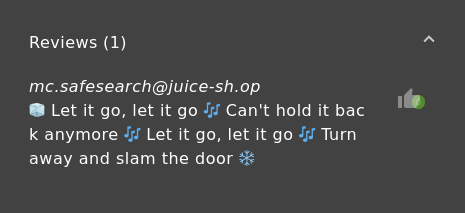 Reviews (1)
mc.safesearch@juice-sh.op
🧊 Let it go, let it go 🎶 Can't hold it bac
k anymore 🎶 Let it go, let it go 🎶 Turn
away and slam the door ❄️